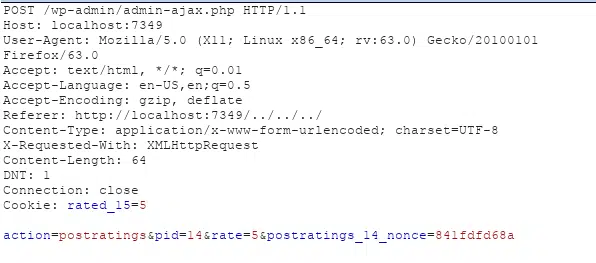 POST /wp-admin/admin-ajax.php HTTP/1.1
Host: localhost:7349
User-Agent: Mozilla/5.0 (X11; Linux x86_64; rv:63.0) Gecko/20100101
Firefox/63.0
Accept: text/html, */*; q=0.01
Accept-Language: en-US,en;q=0.5
Accept-Encoding: gzip, deflate
Referer: http://localhost:7349/../../../
Content-Type: application/x-www-form-urlencoded; charset=UTF-8
X-Requested-With: XMLHttpRequest
Content-Length: 64
DNT: 1
Connection: close
Cookie: rated_15=5
action=postratings&pid=14&rate=5&postratings_14_nonce=841fdfd68a